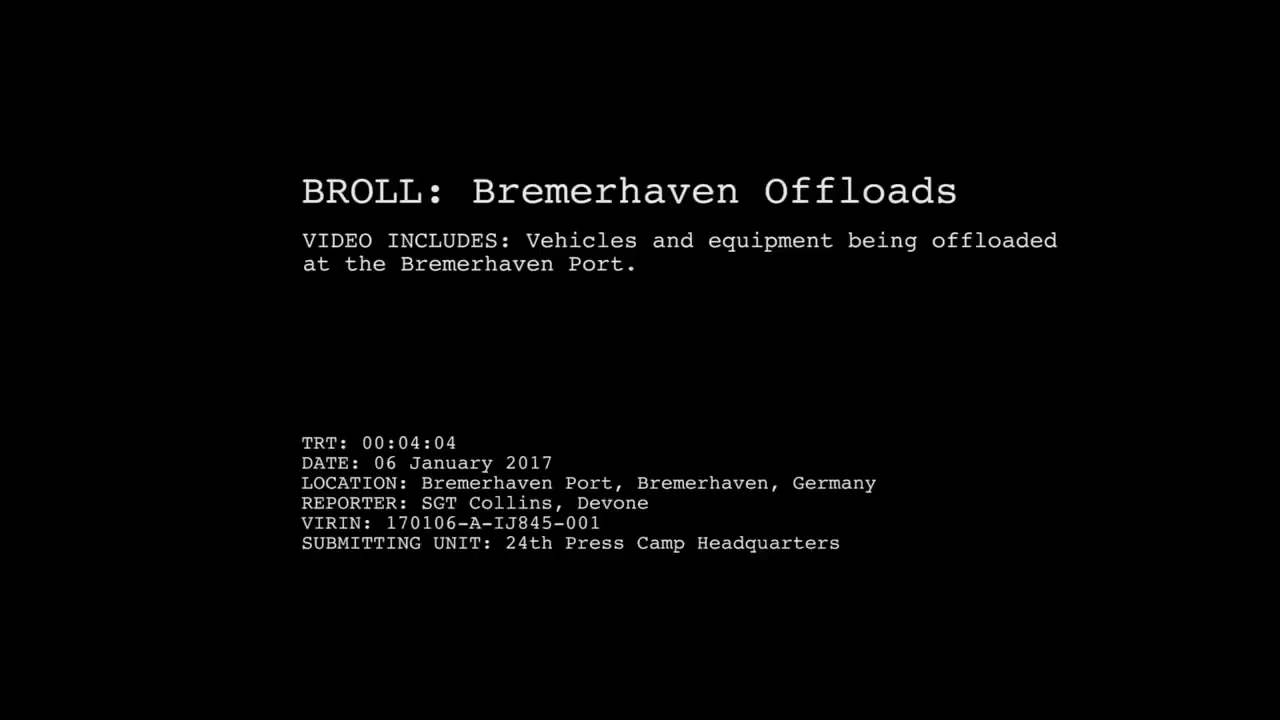 BROLL: Bremerhaven Offloads
VIDEO INCLUDES: Vehicles and equipment being offloaded
at the Bremerhaven Port.
TRT: 00:04:04
DATE: 06 January 2017
LOCATION: Bremerhaven Port, Bremerhaven, Germany
REPORTER: SGT Collins, Devone
VIRIN: 170106-A-IJ845-001
SUBMITTING UNIT: 24th Press Camp Headquarters